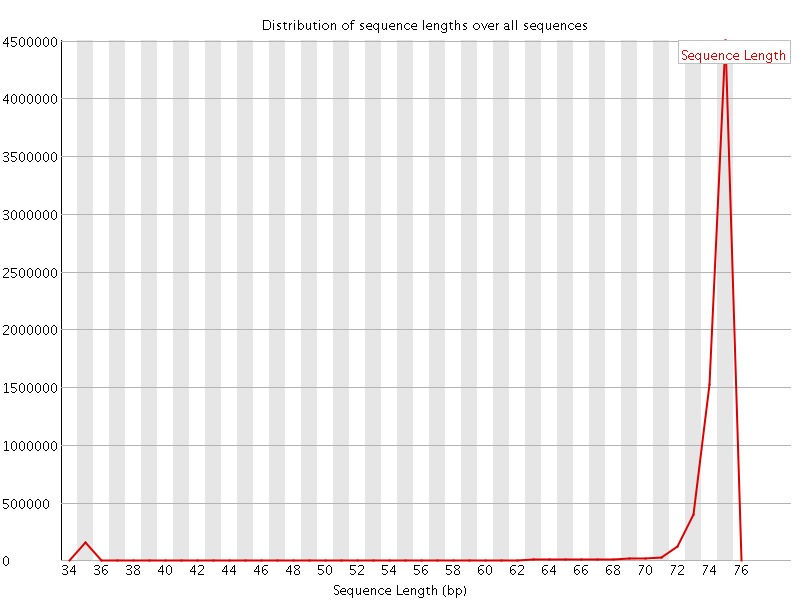 Distribution of sequence lengths over all sequences
4500000
Sequence Length
4000000
3500000
3000000
2500000
2000000
1500000
1000000
500000
0
34 36 38 40 42 44 46 48 50 52 54 56 58 60 62 64 66 68 70 72 74 76
Sequence Length (bp)